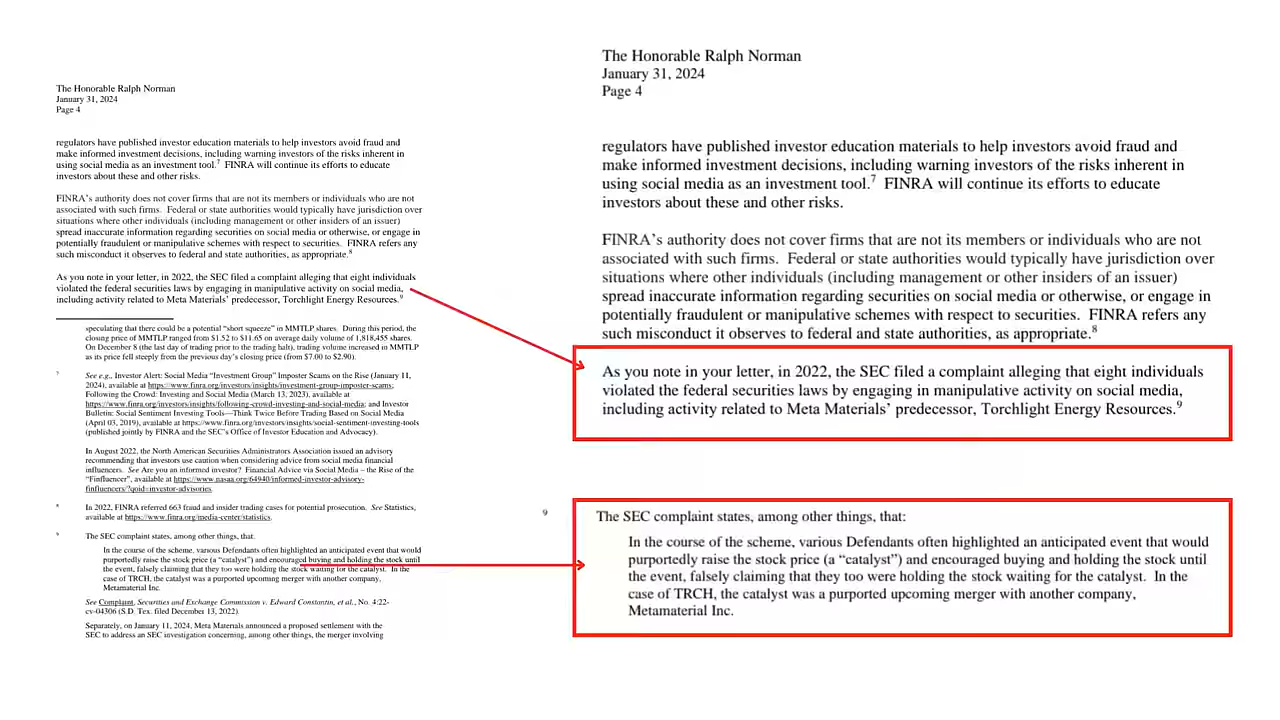 The Honorable Ralph Norman
January 31, 2024
Page 4
regulators have published investor education materials to help investors avoid fraud and
make informed investment decisions, including warning investors of the risks inherent in
using social media as an investment tool.7  FINRA will continue its efforts to educate
investors about these and other risks.
FINRA's authority does not cover firms that are not its members or individuals who are not
associated with such firms.  Federal or state authorities would typically have jurisdiction over
situations where other individuals (including management or other insiders of an issuer)
spread inaccurate information regarding securities on social media or otherwise, or engage in
potentially fraudulent or manipulative schemes with respect to securities.  FINRA refers any
such misconduct it observes to federal and state authorities, as appropriate.8
As you note in your letter, in 2022, the SEC filed a complaint alleging that eight individuals
violated the federal securities laws by engaging in manipulative activity on social media,
including activity related to Meta Materials' predecessor, Torchlight Energy Resources.9
speculating that there could be a potential "short squeeze" in MMTLP shares.  During this period, the
closing price of MMTLP ranged from $1.52 to $11.65 on average daily volume of 1,818,455 shares.
On December 8 (the last day of trading prior to the trading halt), trading volume increased in MMTLP
as its price fell steeply from the previous day's closing price (from $7.00 to $2.90).
7 See e.g., Investor Alert: Social Media "Investment Group" Imposter Scams on the Rise (January 11,
2024), available at https://www.finra.org/investors/insights/investment-group-imposter-scams;
Following the Crowd: Investing and Social Media (March 13, 2023), available at
https://www.finra.org/investors/insights/following-crowd-investing-and-social-media; and Investor
Bulletin: Social Sentiment Investing Tools—Think Twice Before Trading Based on Social Media
(April 03, 2019), available at https://www.finra.org/investors/insights/social-sentiment-investing-tools
(published jointly by FINRA and the SEC's Office of Investor Education and Advocacy).
In August 2022, the North American Securities Administrators Association issued an advisory
recommending that investors use caution when considering advice from social media financial
influencers.  See Are you an informed investor?  Financial Advice via Social Media – the Rise of the
"Finfluencer", available at https://www.nasaa.org/64940/informed-investor-advisory-
finfluencers/?qoid=investor-advisories.
8 In 2022, FINRA referred 663 fraud and insider trading cases for potential prosecution.  See Statistics,
available at https://www.finra.org/media-center/statistics.
9 The SEC complaint states, among other things, that:
In the course of the scheme, various Defendants often highlighted an anticipated event that would
purportedly raise the stock price (a "catalyst") and encouraged buying and holding the stock until
the event, falsely claiming that they too were holding the stock waiting for the catalyst.  In the
case of TRCH, the catalyst was a purported upcoming merger with another company,
Metamaterial Inc.
See Complaint, Securities and Exchange Commission v. Edward Constantin, et al., No. 4:22-
cv-04306 (S.D. Tex. filed December 13, 2022).
Separately, on January 11, 2024, Meta Materials announced a proposed settlement with the
SEC to address an SEC investigation concerning, among other things, the merger involving
The Honorable Ralph Norman
January 31, 2024
Page 4
regulators have published investor education materials to help investors avoid fraud and
make informed investment decisions, including warning investors of the risks inherent in
using social media as an investment tool.7  FINRA will continue its efforts to educate
investors about these and other risks.
FINRA's authority does not cover firms that are not its members or individuals who are not
associated with such firms.  Federal or state authorities would typically have jurisdiction over
situations where other individuals (including management or other insiders of an issuer)
spread inaccurate information regarding securities on social media or otherwise, or engage in
potentially fraudulent or manipulative schemes with respect to securities.  FINRA refers any
such misconduct it observes to federal and state authorities, as appropriate.8
As you note in your letter, in 2022, the SEC filed a complaint alleging that eight individuals
violated the federal securities laws by engaging in manipulative activity on social media,
including activity related to Meta Materials' predecessor, Torchlight Energy Resources.9
9 The SEC complaint states, among other things, that:
In the course of the scheme, various Defendants often highlighted an anticipated event that would
purportedly raise the stock price (a "catalyst") and encouraged buying and holding the stock until
the event, falsely claiming that they too were holding the stock waiting for the catalyst.  In the
case of TRCH, the catalyst was a purported upcoming merger with another company,
Metamaterial Inc.